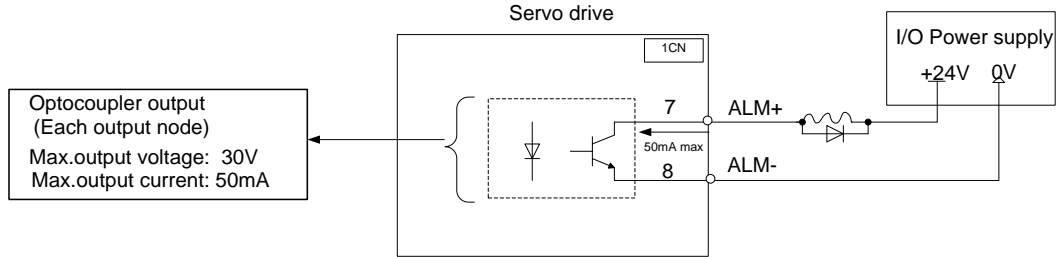 Servo drive
1CN
I/O Power supply
+24V 0V
Optocoupler output
(Each output node)
Max.output voltage: 30V
Max.output current: 50mA
7 ALM+
50mA max
8 ALM-